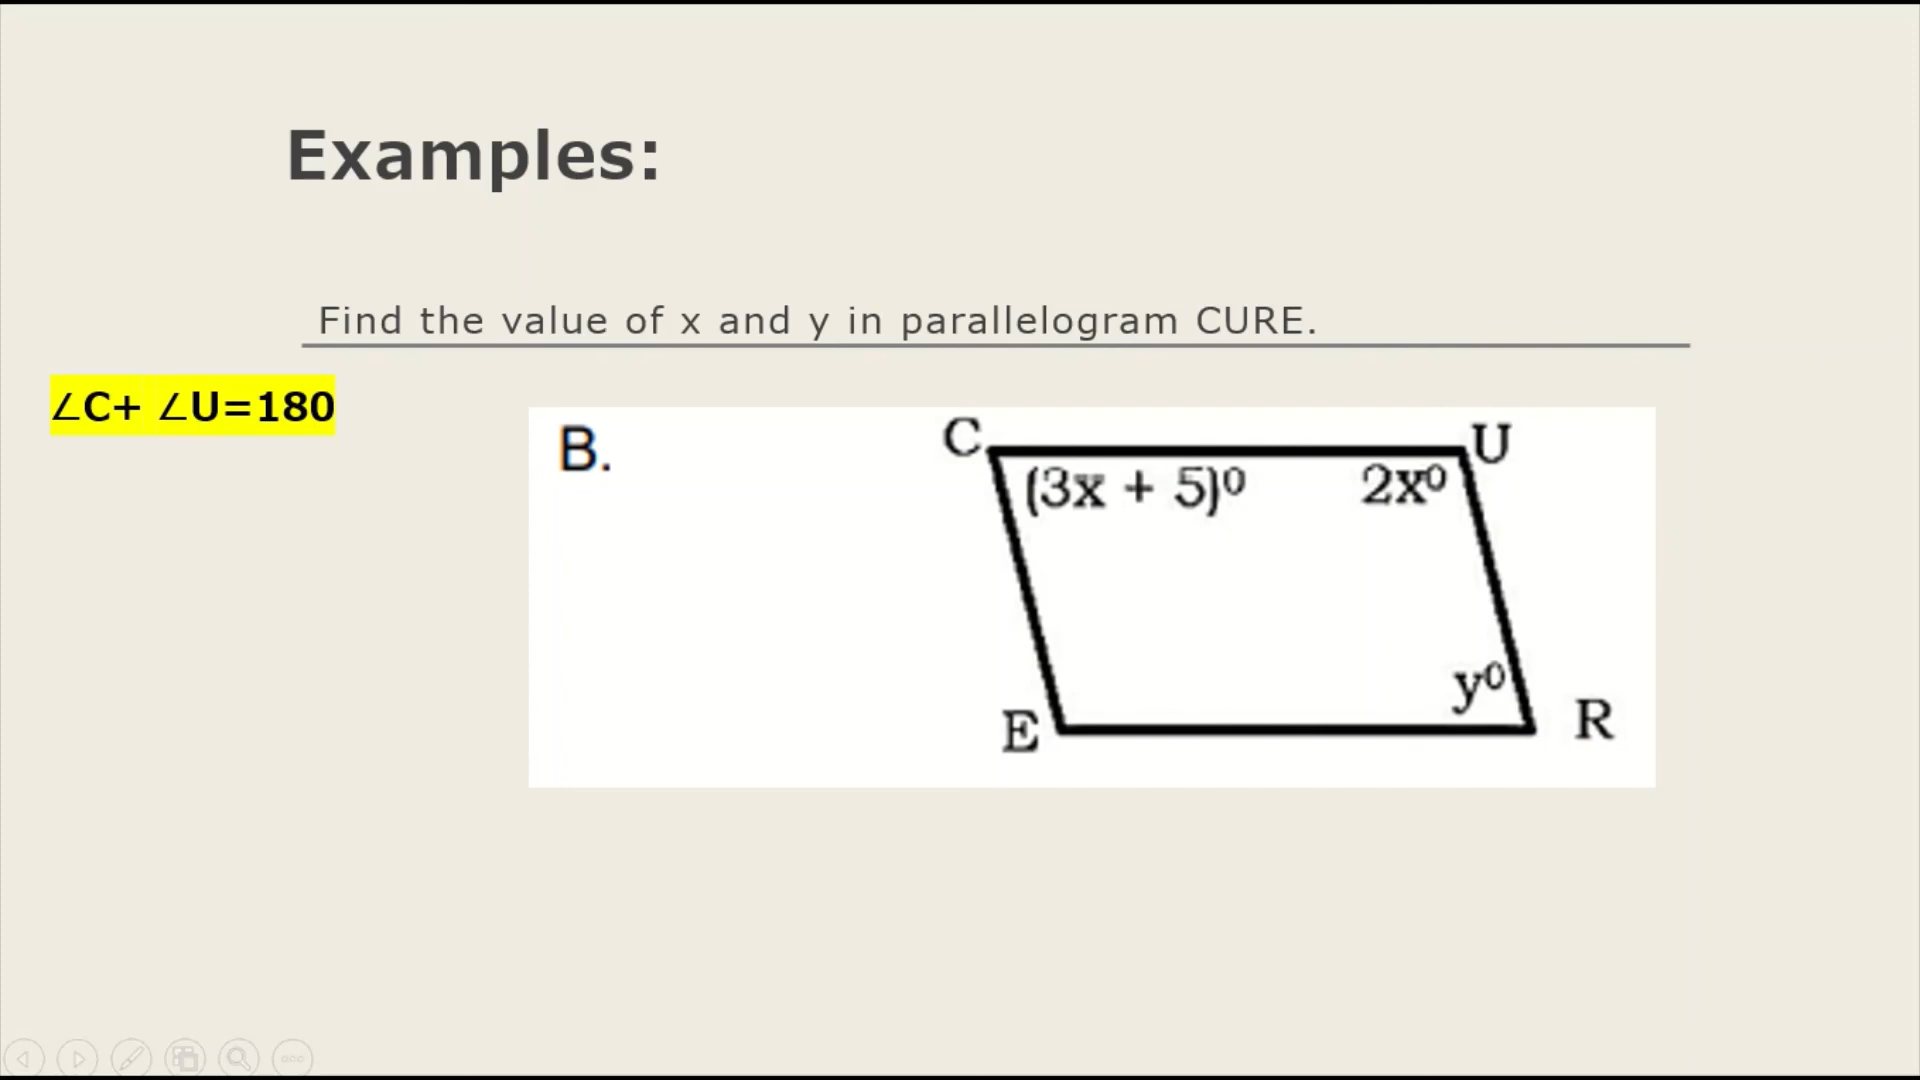 Examples:
Find the value of x and y in parallelogram CURE.
∠C+ ∠U=180
B.
C
U
(3x + 5)⁰
2x⁰
y⁰
E
R